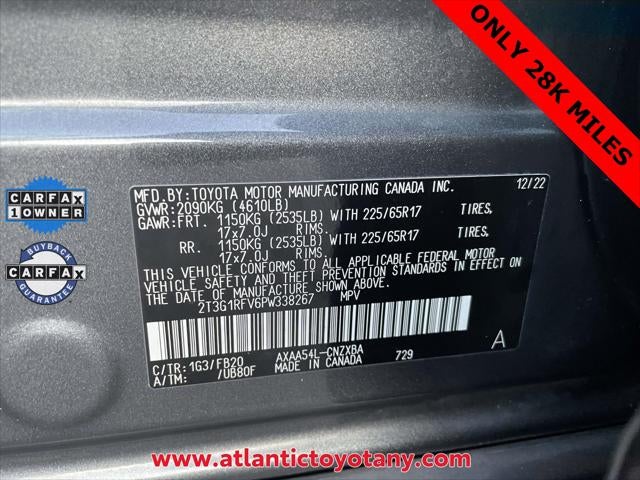 ONLY 28K MILES
MFD. BY: TOYOTA MOTOR MANUFACTURING CANADA INC. 12/22
GVWR: 2090KG (4610LB)
GAWR: FRT. 1150KG (2535LB) WITH 225/65R17 TIRES.
17x7.0J RIMS.
RR. 1150KG (2535LB) WITH 225/65R17 TIRES.
17x7.0J RIMS.
THIS VEHICLE CONFORMS TO ALL APPLICABLE FEDERAL MOTOR
VEHICLE SAFETY AND THEFT PREVENTION STANDARDS IN EFFECT ON
THE DATE OF MANUFACTURE SHOWN ABOVE.
2T3G1RFV6PW338267 MPV
C/TR: 1G3/FB20 AXAA54L-CNZXBA 729
A/TM: /UB80F MADE IN CANADA
A
CARFAX
1 OWNER
BUYBACK
CARFAX
GUARANTEE
www.atlantictoyotany.com